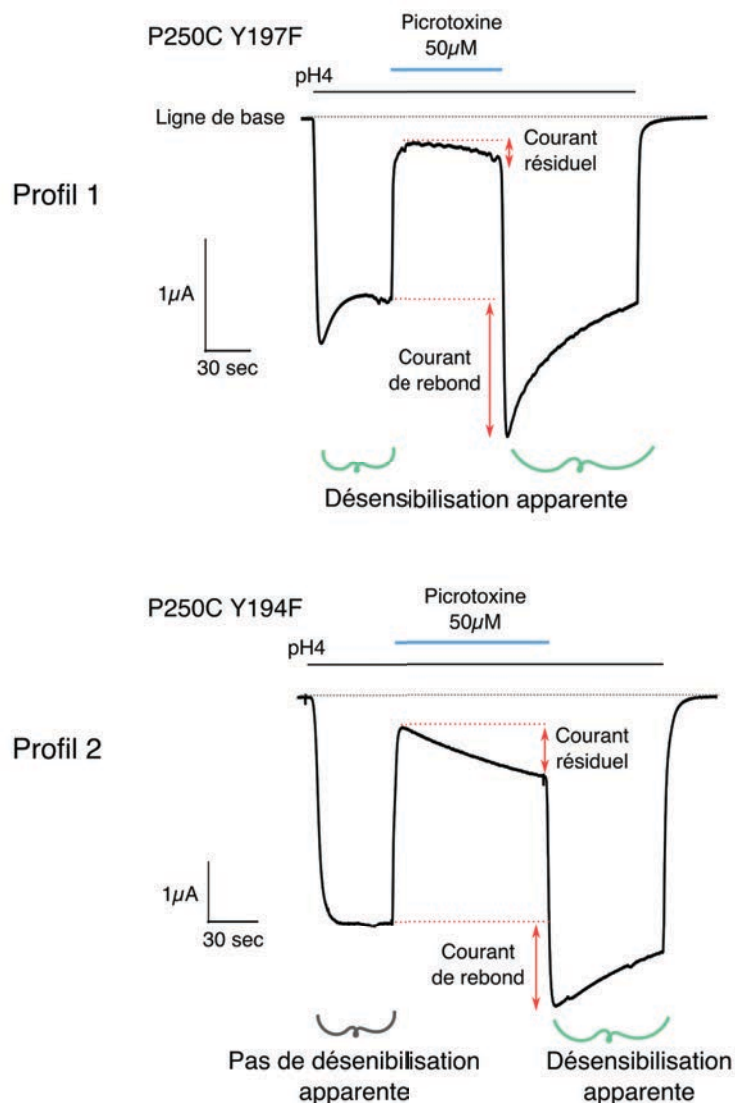 P250C Y197F
Picrotoxine
50µM
pH4
Ligne de base
Courant
résiduel
Profil 1
1µA
30 sec
Courant
de rebond
Désensibilisation apparente
P250C Y194F
Picrotoxine
50µM
pH4
Profil 2
Courant
résiduel
1µA
30 sec
Courant
de rebond
Pas de désenibilisation
apparente
Désensibilisation
apparente